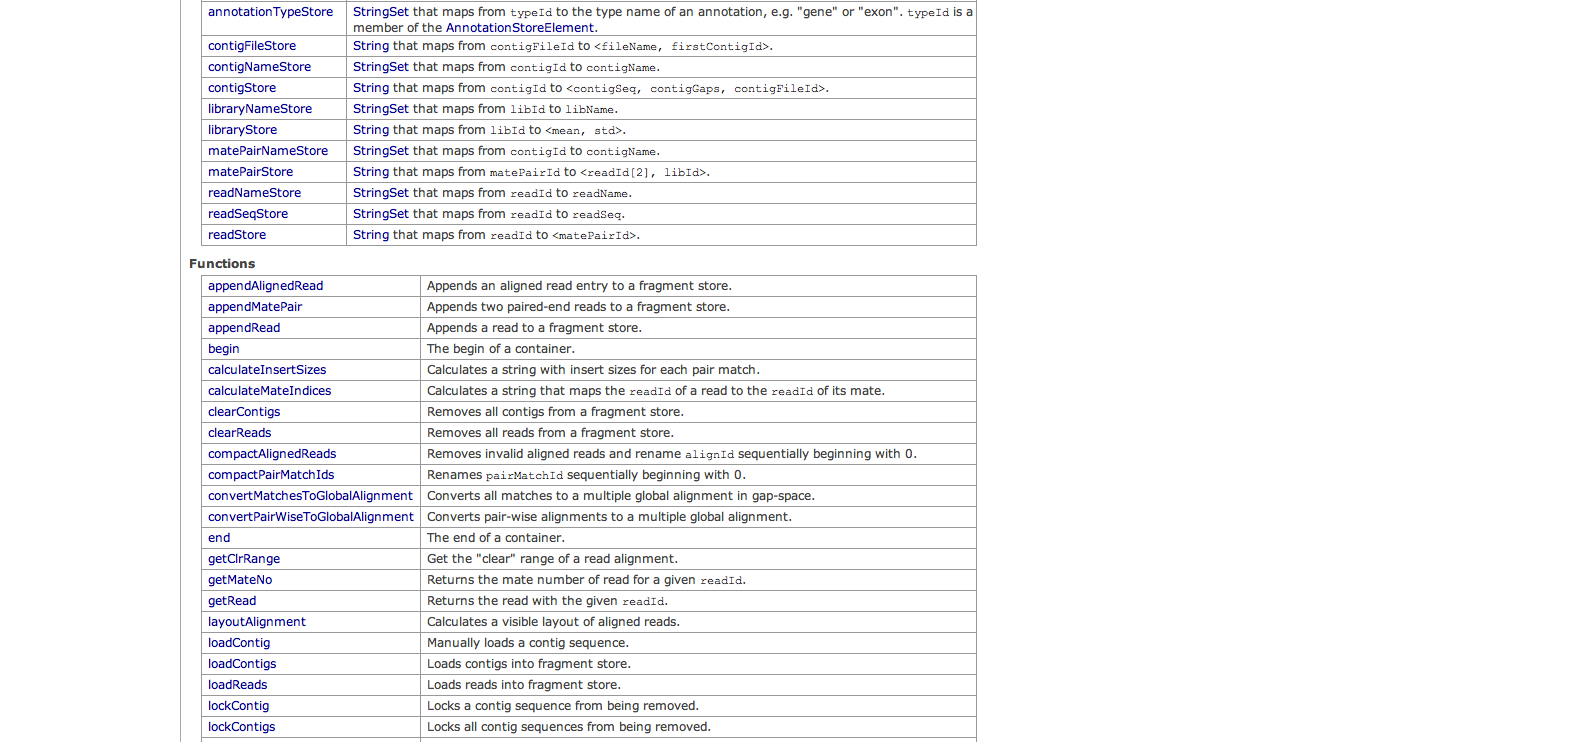 annotationTypeStore StringSet that maps from typeId to the type name of an annotation, e.g. "gene" or "exon". typeId is a
member of the AnnotationStoreElement.
contigFileStore String that maps from contigFileId to <fileName, firstContigId>.
contigNameStore StringSet that maps from contigId to contigName.
contigStore String that maps from contigId to <contigSeq, contigGaps, contigFileId>.
libraryNameStore StringSet that maps from libId to libName.
libraryStore String that maps from libId to <mean, std>.
matePairNameStore StringSet that maps from contigId to contigName.
matePairStore String that maps from matePairId to <readId[2], libId>.
readNameStore StringSet that maps from readId to readName.
readSeqStore StringSet that maps from readId to readSeq.
readStore String that maps from readId to <matePairId>.
Functions
appendAlignedRead Appends an aligned read entry to a fragment store.
appendMatePair Appends two paired-end reads to a fragment store.
appendRead Appends a read to a fragment store.
begin The begin of a container.
calculateInsertSizes Calculates a string with insert sizes for each pair match.
calculateMateIndices Calculates a string that maps the readId of a read to the readId of its mate.
clearContigs Removes all contigs from a fragment store.
clearReads Removes all reads from a fragment store.
compactAlignedReads Removes invalid aligned reads and rename alignId sequentially beginning with 0.
compactPairMatchIds Renames pairMatchId sequentially beginning with 0.
convertMatchesToGlobalAlignment Converts all matches to a multiple global alignment in gap-space.
convertPairWiseToGlobalAlignment Converts pair-wise alignments to a multiple global alignment.
end The end of a container.
getClrRange Get the "clear" range of a read alignment.
getMateNo Returns the mate number of read for a given readId.
getRead Returns the read with the given readId.
layoutAlignment Calculates a visible layout of aligned reads.
loadContig Manually loads a contig sequence.
loadContigs Loads contigs into fragment store.
loadReads Loads reads into fragment store.
lockContig Locks a contig sequence from being removed.
lockContigs Locks all contig sequences from being removed.